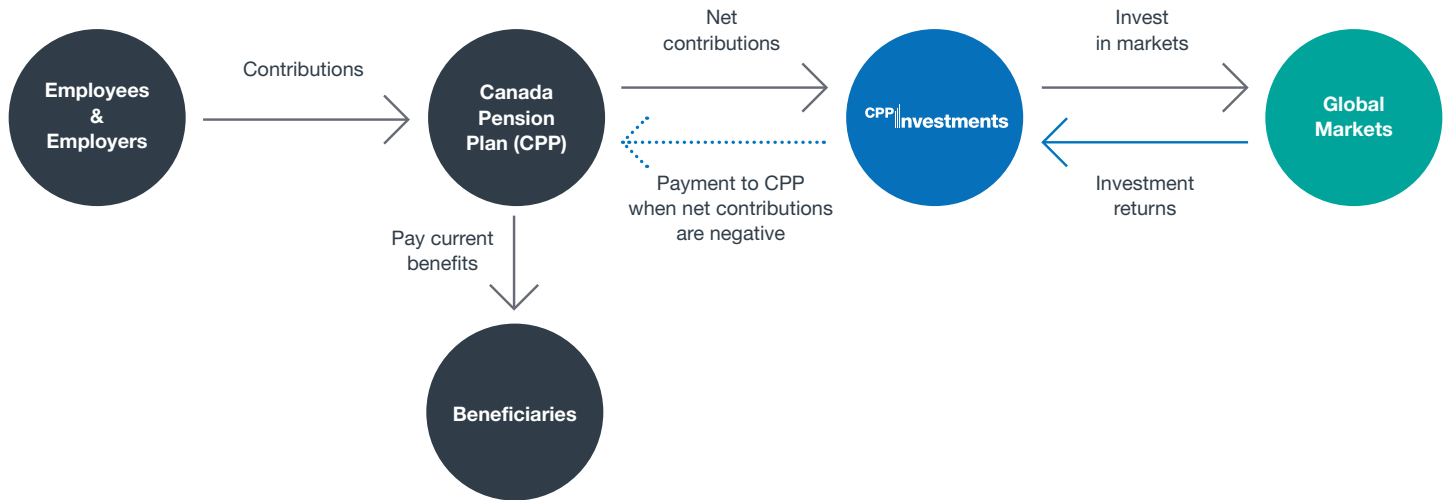 Employees
&
Employers
Contributions
Canada
Pension
Plan (CPP)
Net
contributions
Payment to CPP
when net contributions
are negative
CPP Investments
Invest
in markets
Investment
returns
Global
Markets
Pay current
benefits
Beneficiaries